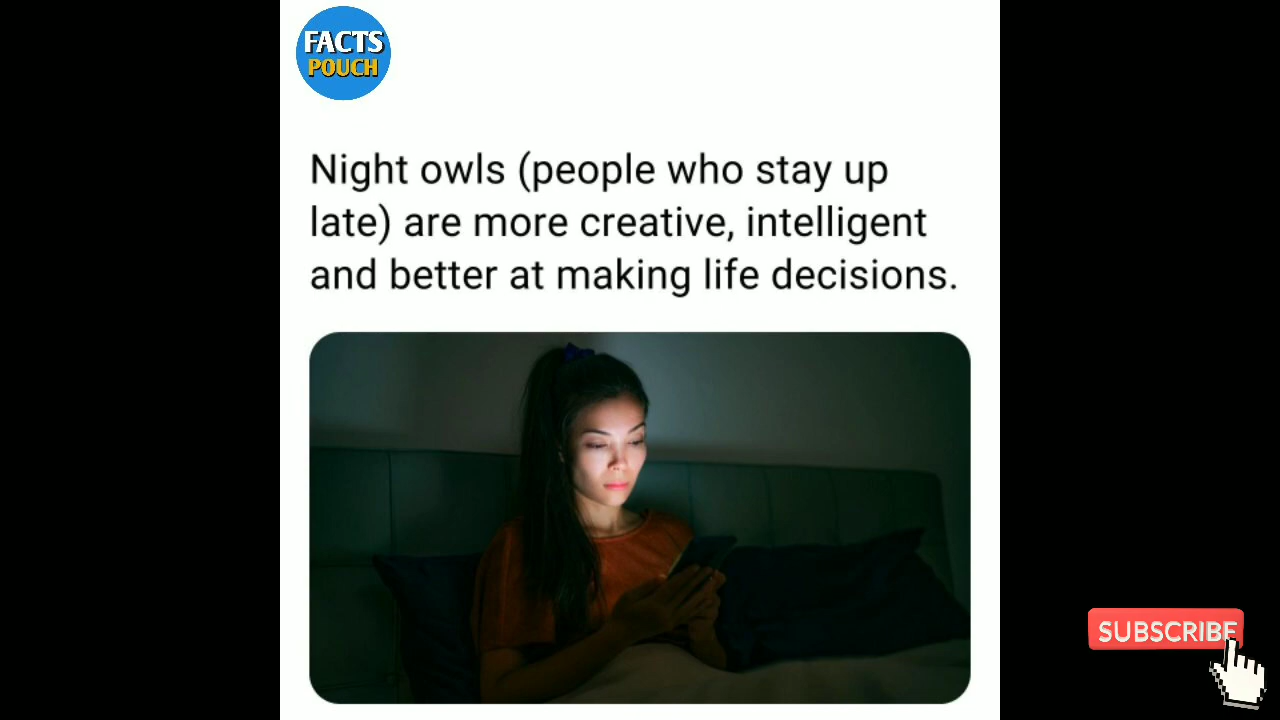 FACTS
POUCH
Night owls (people who stay up
late) are more creative, intelligent
and better at making life decisions.
SUBSCRIBE